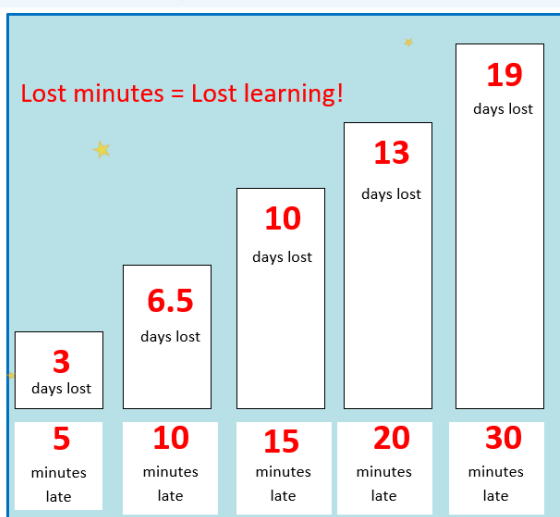 Lost minutes = Lost learning!
19
days lost
13
days lost
10
days lost
6.5
days lost
3
days lost
5
minutes
late
10
minutes
late
15
minutes
late
20
minutes
late
30
minutes
late